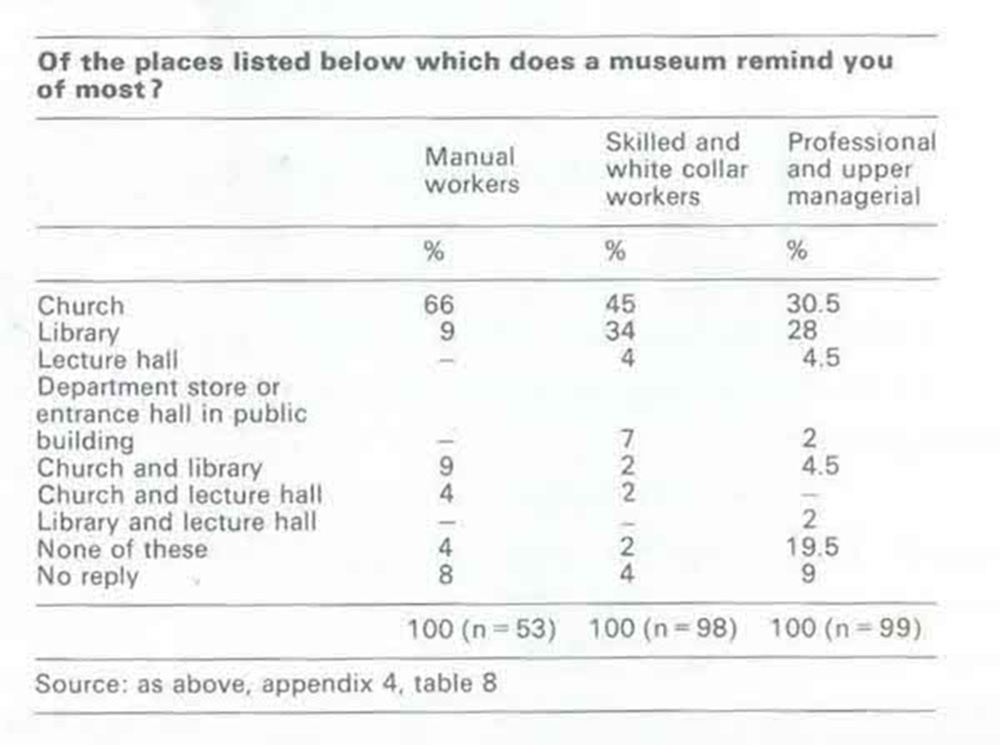 Of the places listed below which does a museum remind you
of most?
Manual workers
Skilled and white collar workers
Professional and upper managerial
% % %
Church 66 45 30.5
Library 9 34 28
Lecture hall – 4 4.5
Department store or
entrance hall in public
building – 7 2
Church and library 9 2 4.5
Church and lecture hall 4 2 –
Library and lecture hall – – 2
None of these 4 2 19.5
No reply 8 4 9
100 (n = 53) 100 (n = 98) 100 (n = 99)
Source: as above, appendix 4, table 8